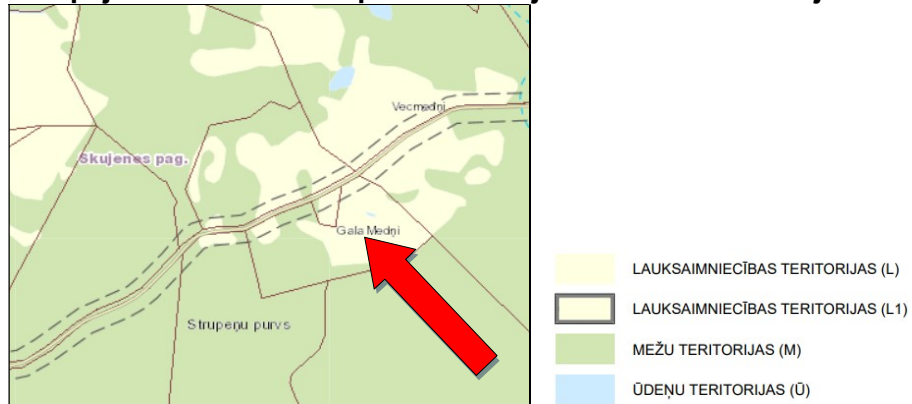 Vecmedņi
Skujenes pag.
Gala Medņi
Strupeņu purvs
LAUKSAIMNIECĪBAS TERITORIJAS (L)
LAUKSAIMNIECĪBAS TERITORIJAS (L1)
MEŽU TERITORIJAS (M)
ŪDEŅU TERITORIJAS (Ū)